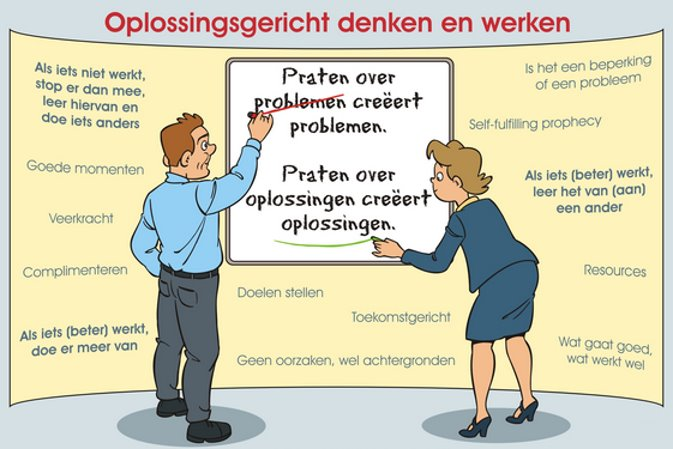 Oplossingsgericht denken en werken
Als iets niet werkt,
stop er dan mee,
leer hiervan en
doe iets anders
Goede momenten
Veerkracht
Complimenteren
Als iets (beter) werkt,
doe er meer van
Praten over
problemen creëert
problemen.
Praten over
oplossingen creëert
oplossingen.
Doelen stellen
Toekomstgericht
Geen oorzaken, wel achtergronden
Is het een beperking
of een probleem
Self-fulfilling prophecy
Als iets (beter) werkt,
leer het van (aan)
een ander
Resources
Wat gaat goed,
wat werkt wel